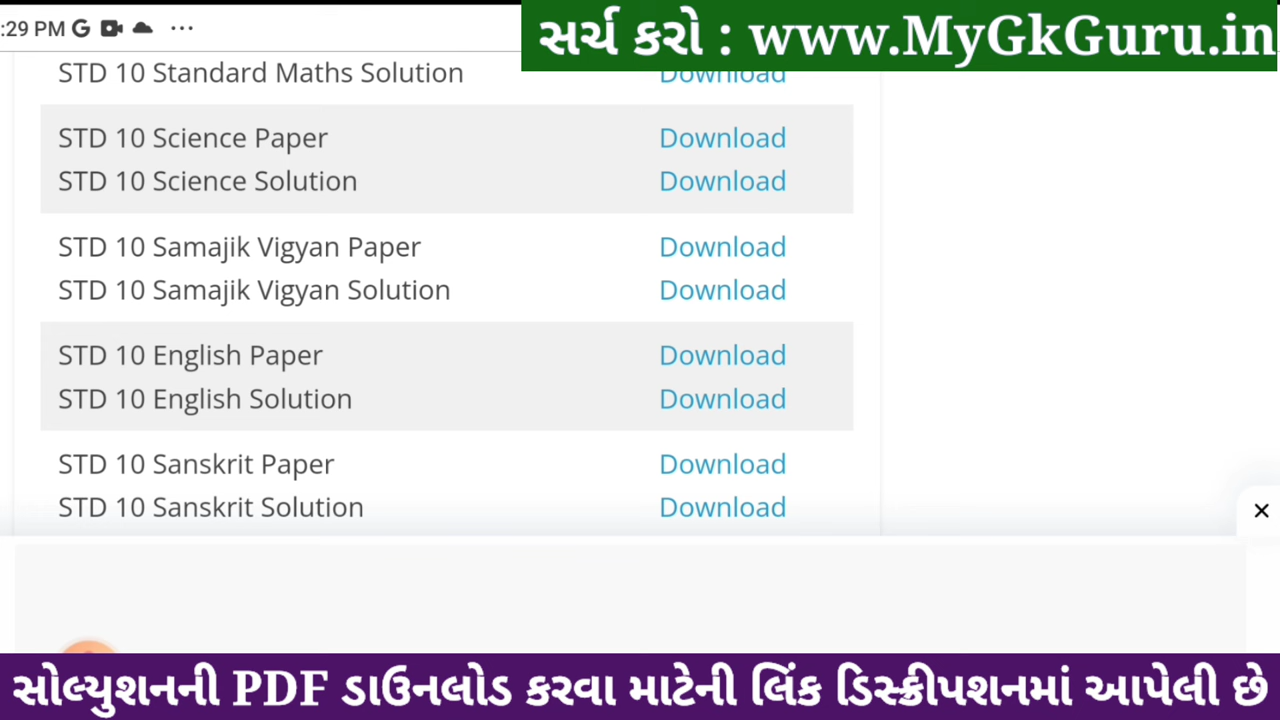 :29 PM G ...
સર્ચ કરો : www.MyGkGuru.in
STD 10 Standard Maths Solution Download
STD 10 Science Paper Download
STD 10 Science Solution Download
STD 10 Samajik Vigyan Paper Download
STD 10 Samajik Vigyan Solution Download
STD 10 English Paper Download
STD 10 English Solution Download
STD 10 Sanskrit Paper Download
STD 10 Sanskrit Solution Download
સોલ્યુશનની PDF ડાઉનલોડ કરવા માટેની લિંક ડિસ્ક્રીપશનમાં આપેલી છે